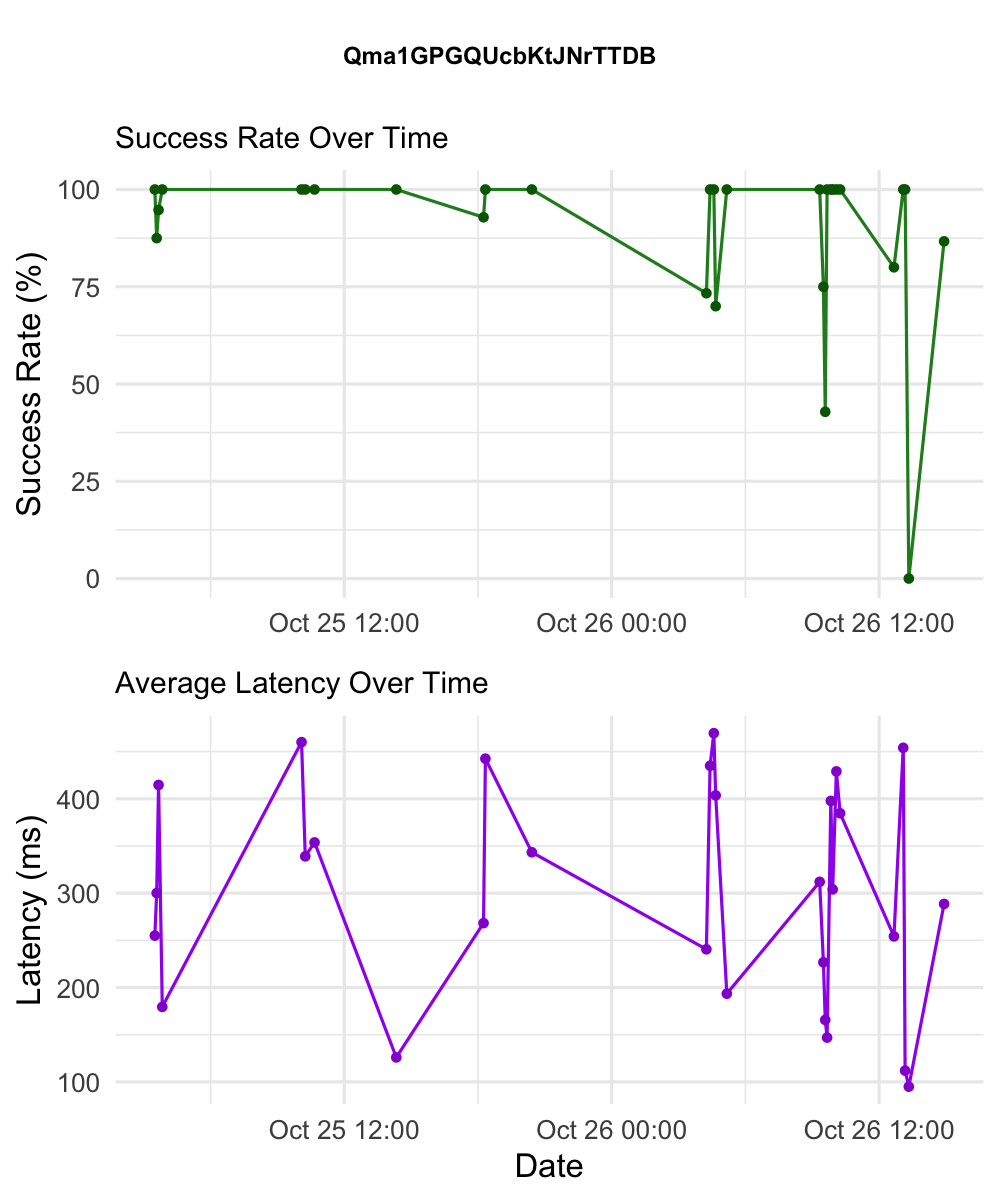 Qma1GPGQUcbKtJNrTTDB
Success Rate Over Time
Success Rate (%)
100
75
50
25
0
Oct 25 12:00 Oct 26 00:00 Oct 26 12:00
Average Latency Over Time
Latency (ms)
400
300
200
100
Oct 25 12:00 Oct 26 00:00 Oct 26 12:00
Date